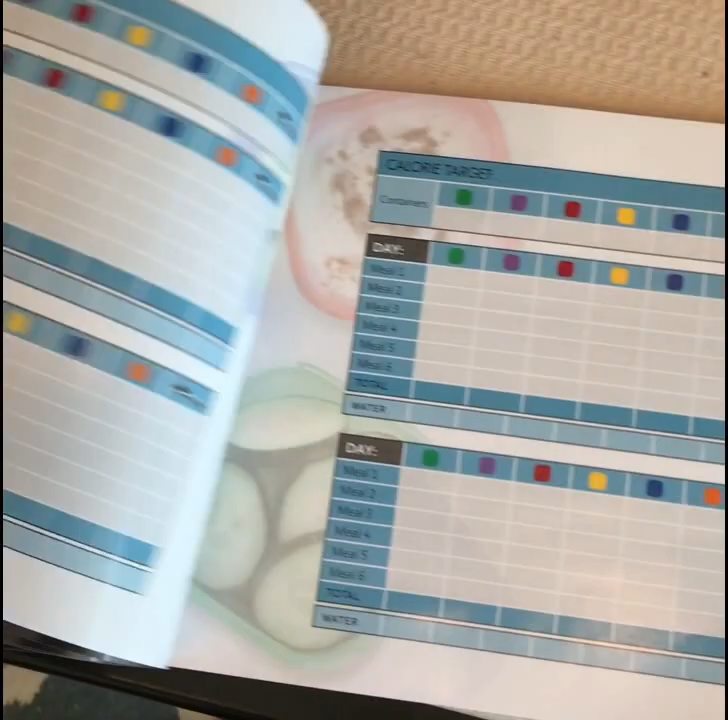 CALORIE TARGET:
Containers
DAY:
Meal 1
Meal 2
Meal 3
Meal 4
Meal 5
Meal 6
TOTAL
WATER
DAY:
Meal 1
Meal 2
Meal 3
Meal 4
Meal 5
Meal 6
TOTAL
WATER